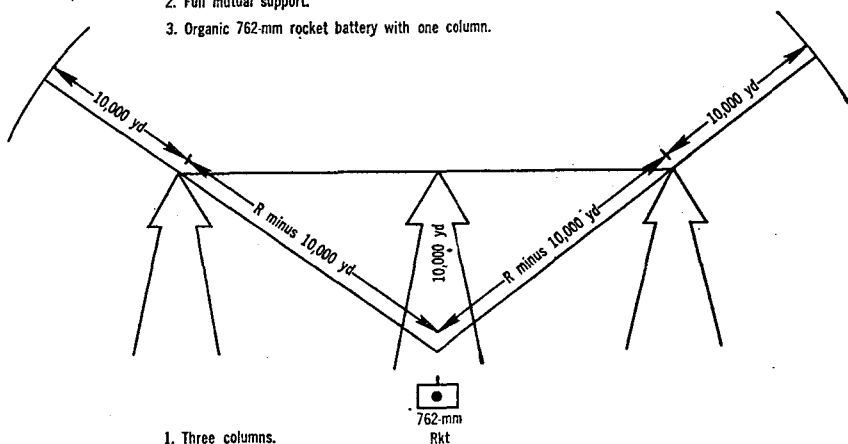 2. Full mutual support.
3. Organic 762-mm rocket battery with one column.
10,000 yd
10,000 yd
R minus 10,000 yd
10,000 yd
R minus 10,000 yd
762-mm
Rkt
1. Three columns.